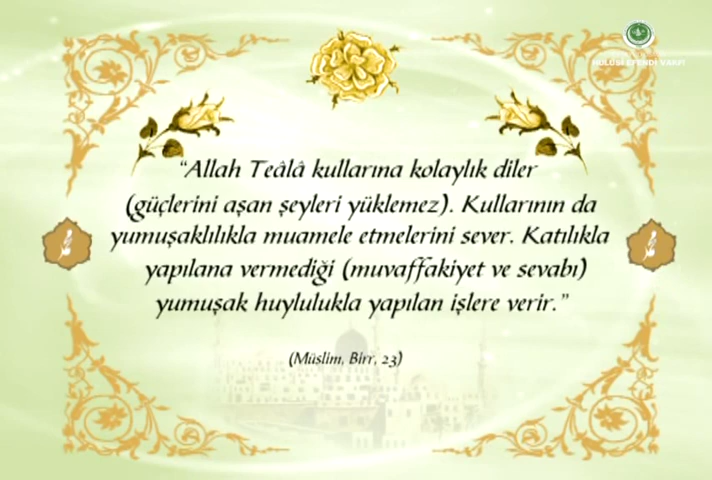 HULÛSİ EFENDİ VAKFI
"Allah Teâlâ kullarına kolaylık diler
(güçlerini aşan şeyleri yüklemez). Kullarının da
yumuşaklılıkla muamele etmelerini sever. Katılıkla
yapılana vermediği (muvaffakiyet ve sevabı)
yumuşak huylulukla yapılan işlere verir."
(Müslim, Birr, 23)